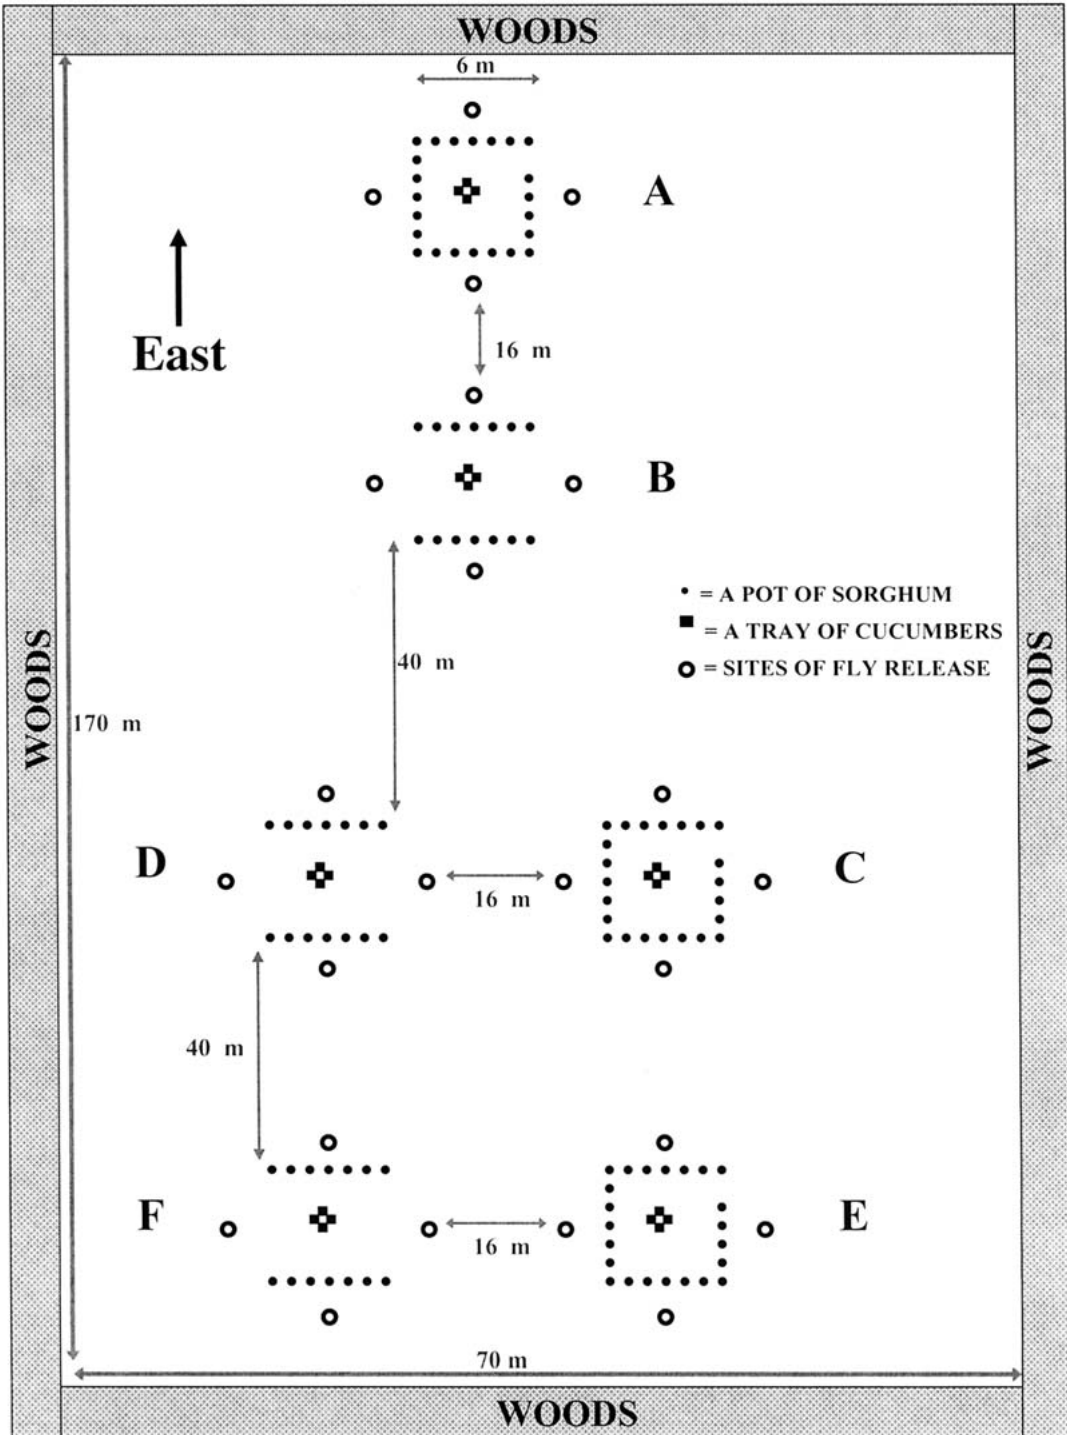 WOODS
6 m
A
East
16 m
B
• = A POT OF SORGHUM
■ = A TRAY OF CUCUMBERS
O = SITES OF FLY RELEASE
40 m
WOODS
WOODS
170 m
D
C
16 m
40 m
F
E
16 m
70 m
WOODS